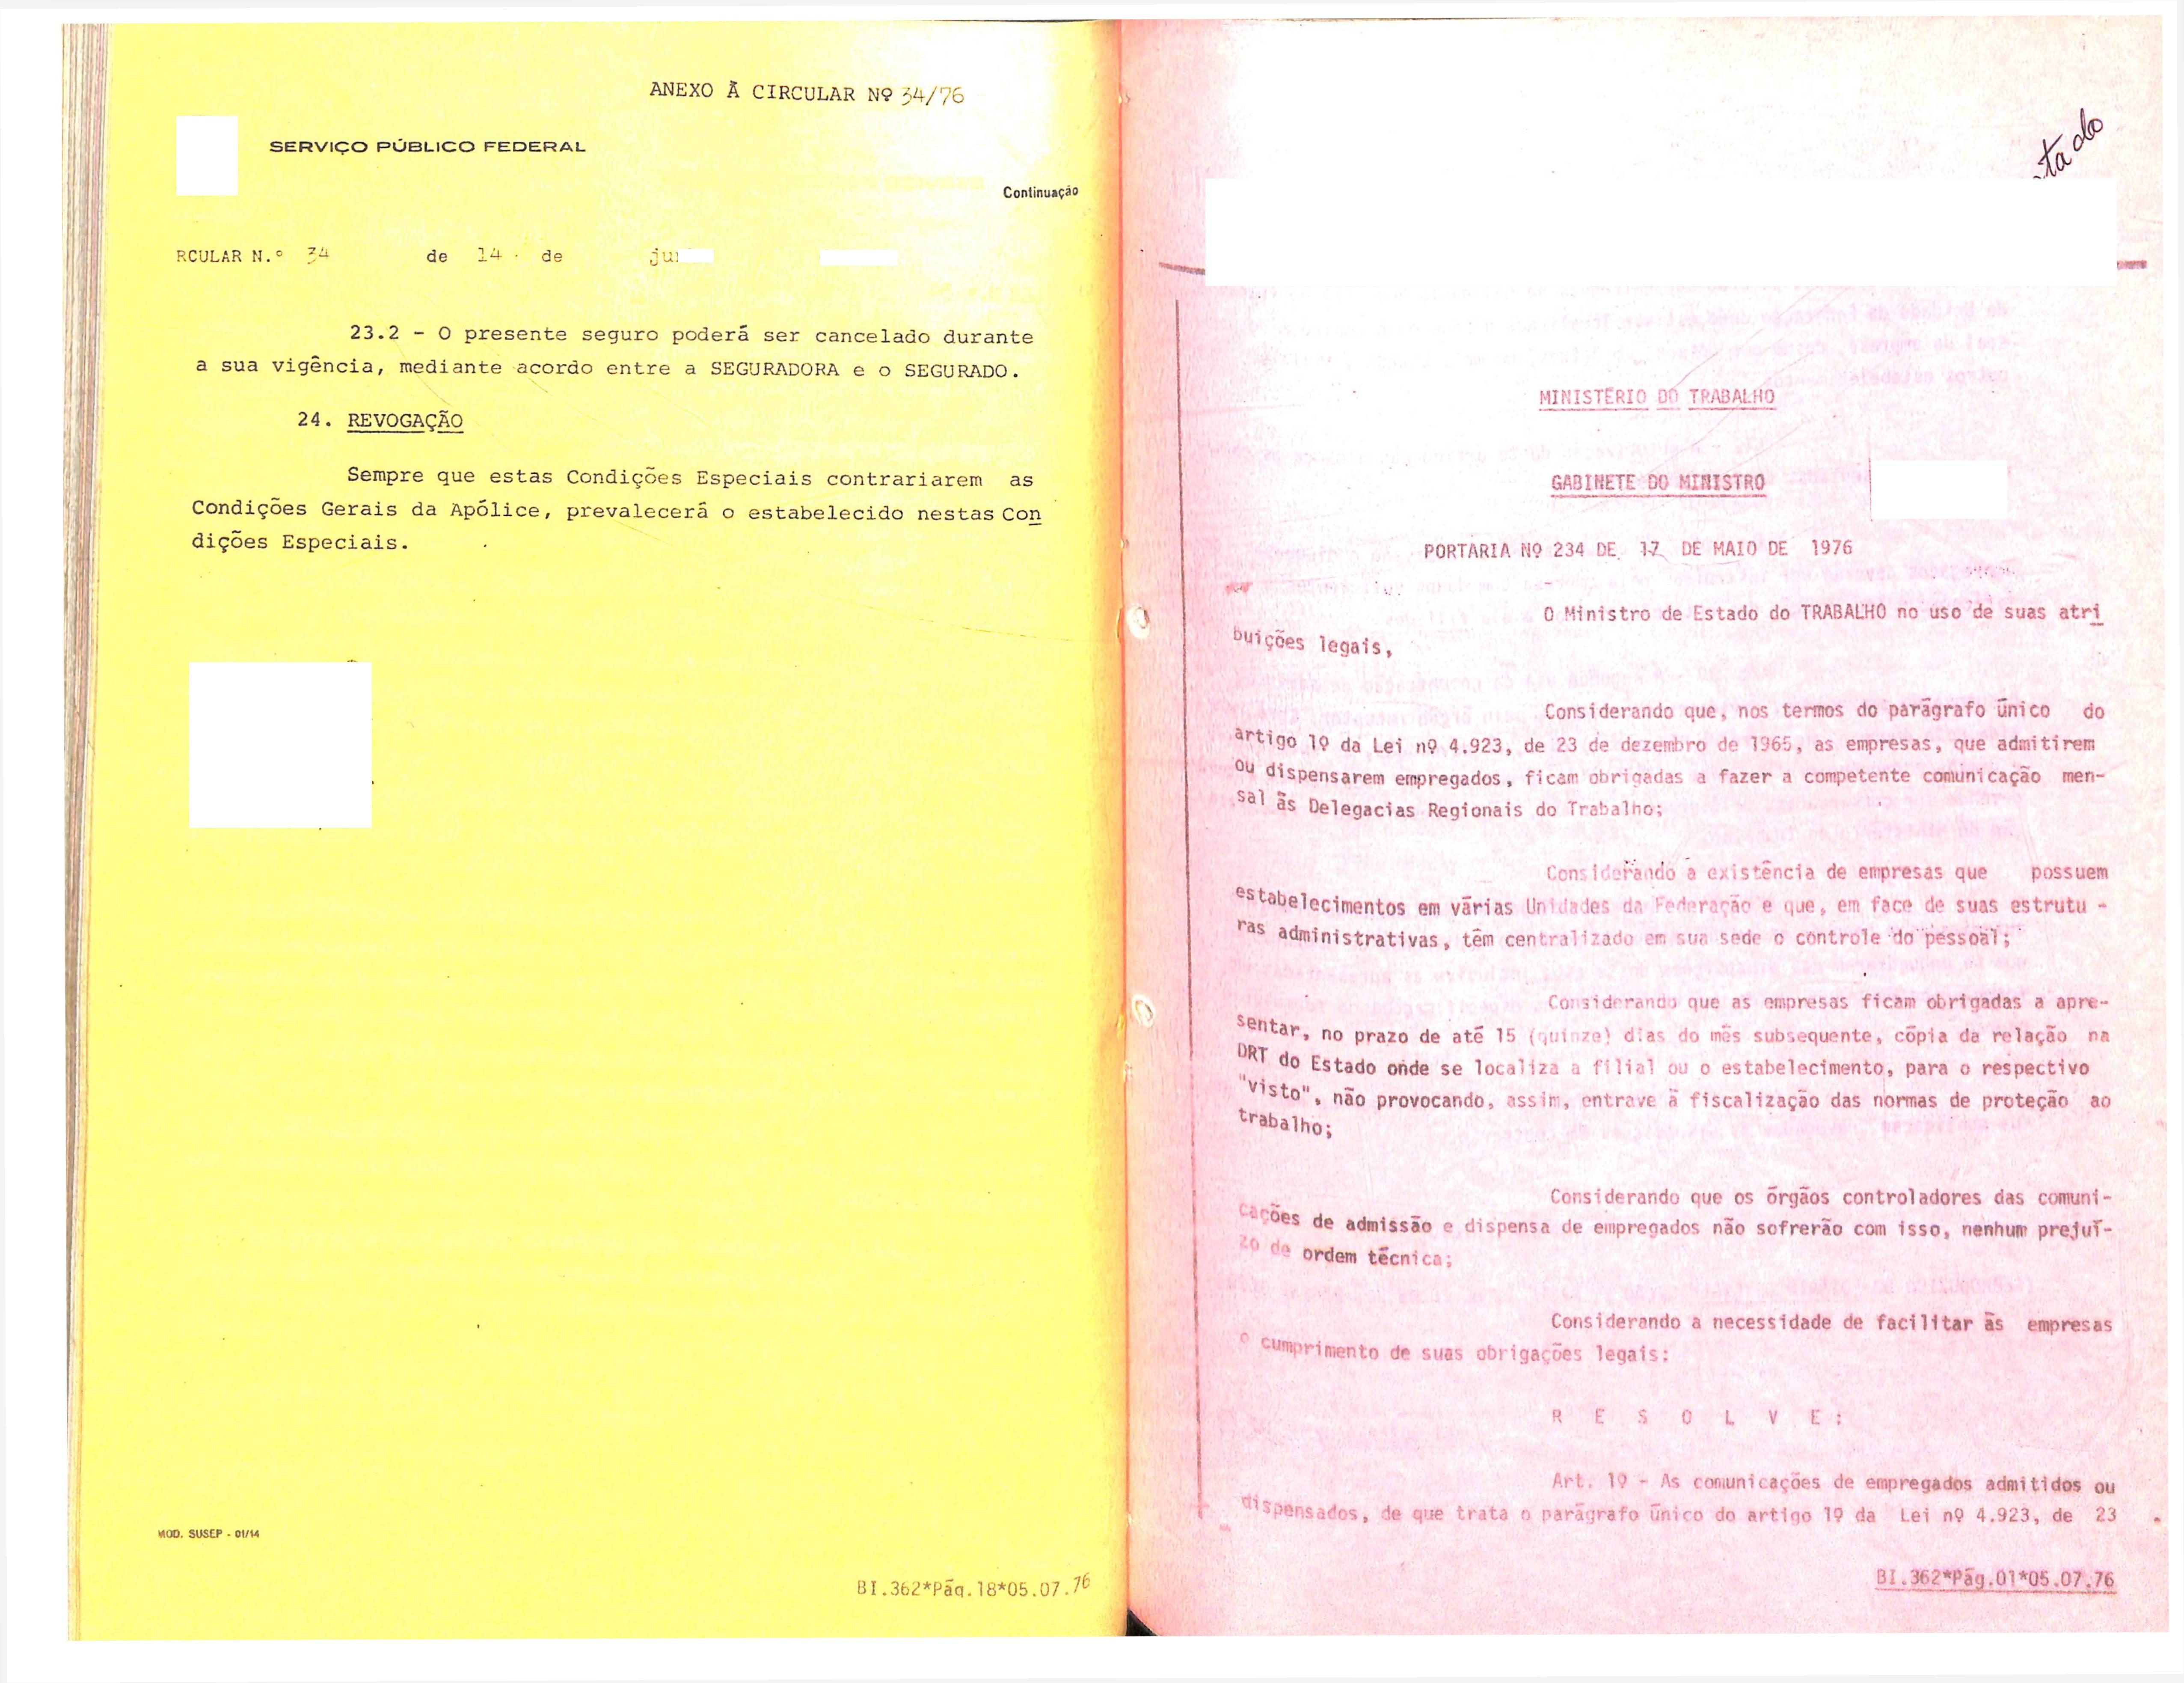 ANEXO À CIRCULAR Nº 34/76
SERVIÇO PÚBLICO FEDERAL
Continuação
RCULAR N.º 34 de 14 de
23.2 - O presente seguro poderá ser cancelado durante
a sua vigência, mediante acordo entre a SEGURADORA e o SEGURADO.
24. REVOGAÇÃO
Sempre que estas Condições Especiais contrariarem as
Condições Gerais da Apólice, prevalecerá o estabelecido nestas Con
dições Especiais.
MOD. SUSEP - 01/14
BI.362*Pág.18*05.07.76
MINISTÉRIO DO TRABALHO
GABINETE DO MINISTRO
PORTARIA Nº 234 DE 17 DE MAIO DE 1976
O Ministro de Estado do TRABALHO no uso de suas atri
buições legais,
Considerando que, nos termos do parágrafo único do
artigo 1º da Lei nº 4.923, de 23 de dezembro de 1965, as empresas, que admitirem
ou dispensarem empregados, ficam obrigadas a fazer a competente comunicação men-
sal às Delegacias Regionais do Trabalho;
Considerando a existência de empresas que possuem
estabelecimentos em várias Unidades da Federação e que, em face de suas estrutu -
ras administrativas, têm centralizado em sua sede o controle do pessoal;
Considerando que as empresas ficam obrigadas a apre-
sentar, no prazo de até 15 (quinze) dias do mês subsequente, cópia da relação na
DRT do Estado onde se localiza a filial ou o estabelecimento, para o respectivo
"visto", não provocando, assim, entrave à fiscalização das normas de proteção ao
trabalho;
Considerando que os órgãos controladores das comuni-
cações de admissão e dispensa de empregados não sofrerão com isso, nenhum prejuí-
zo de ordem técnica;
Considerando a necessidade de facilitar às empresas
o cumprimento de suas obrigações legais:
R E S O L V E :
Art. 1º - As comunicações de empregados admitidos ou
dispensados, de que trata o parágrafo único do artigo 1º da Lei nº 4.923, de 23
BI.362*Pág.01*05.07.76